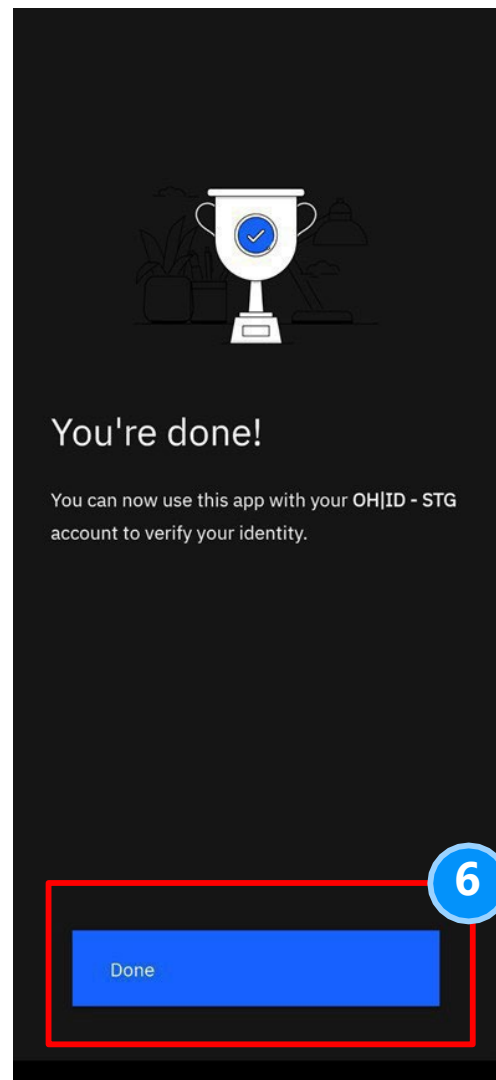 You're done!
You can now use this app with your OH|ID - STG
account to verify your identity.
6
Done